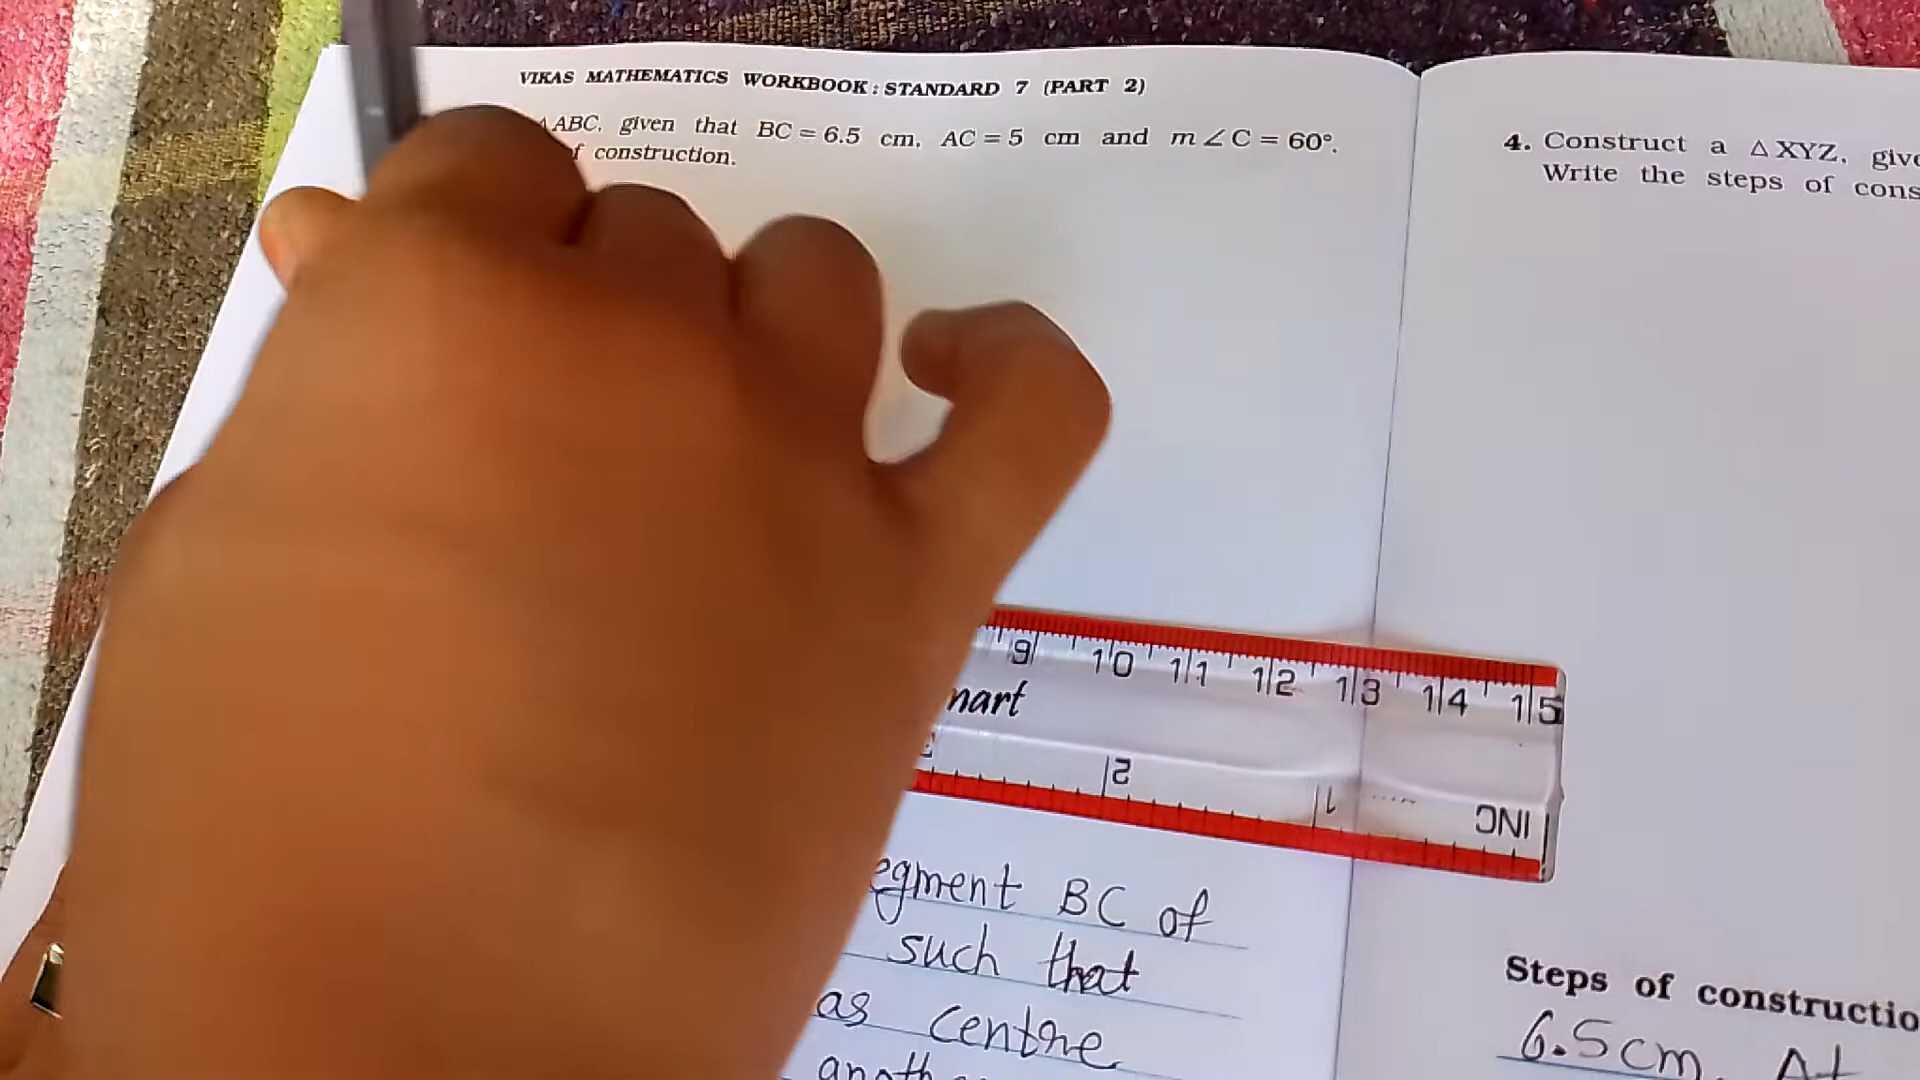 VIKAS MATHEMATICS WORKBOOK : STANDARD 7 (PART 2)
ABC, given that BC = 6.5 cm, AC = 5 cm and m ∠C = 60°.
f construction.
4. Construct a △XYZ, give
Write the steps of cons
9 10 11 12 13 14 15
mart
2 1 INC
egment BC of
such that
as centre
anoth
Steps of constructio
6.5cm. At